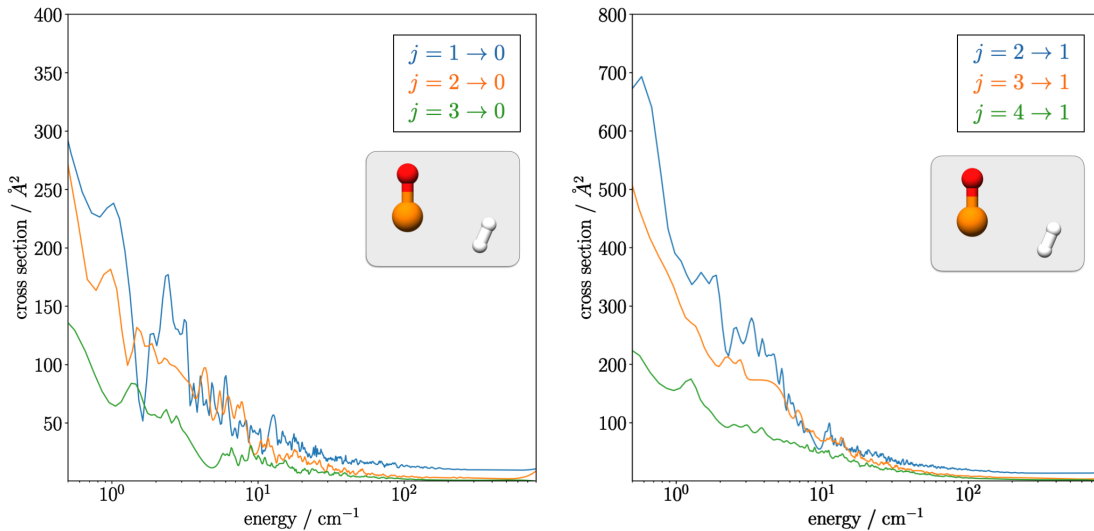 400
350
300
250
200
150
100
50
cross section / Å²
10⁰
10¹
10²
energy / cm⁻¹
j = 1 → 0
j = 2 → 0
j = 3 → 0
800
700
600
500
400
300
200
100
cross section / Å²
10⁰
10¹
10²
energy / cm⁻¹
j = 2 → 1
j = 3 → 1
j = 4 → 1